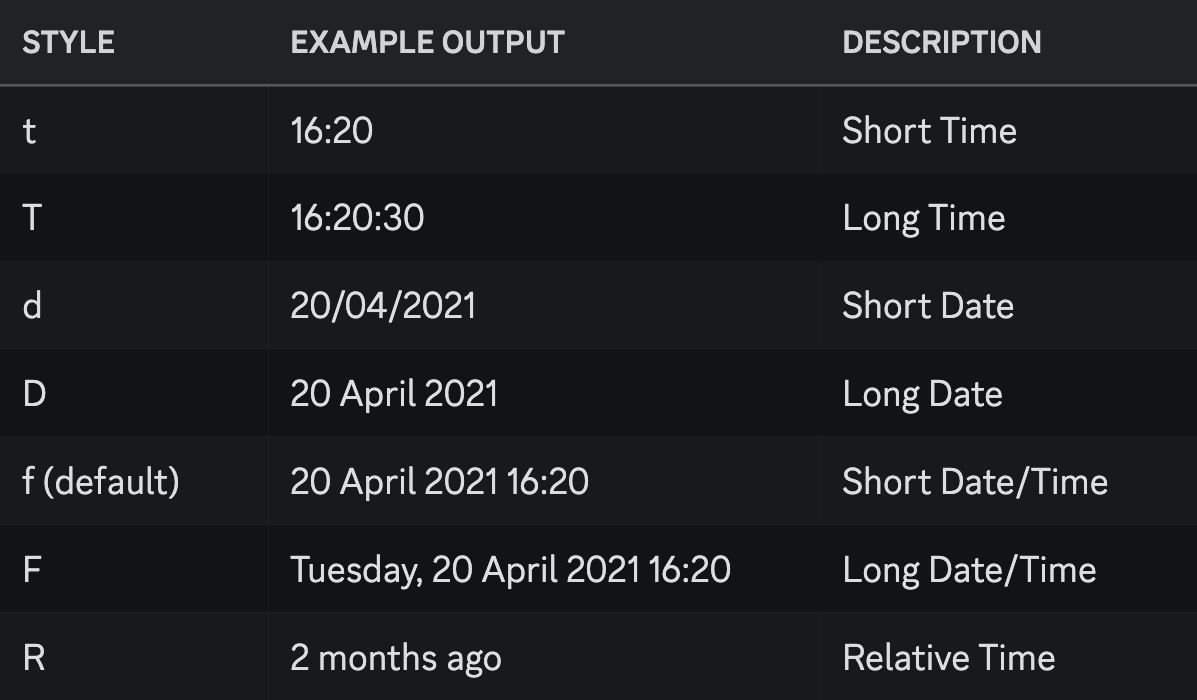 STYLE EXAMPLE OUTPUT DESCRIPTION
t 16:20 Short Time
T 16:20:30 Long Time
d 20/04/2021 Short Date
D 20 April 2021 Long Date
f (default) 20 April 2021 16:20 Short Date/Time
F Tuesday, 20 April 2021 16:20 Long Date/Time
R 2 months ago Relative Time